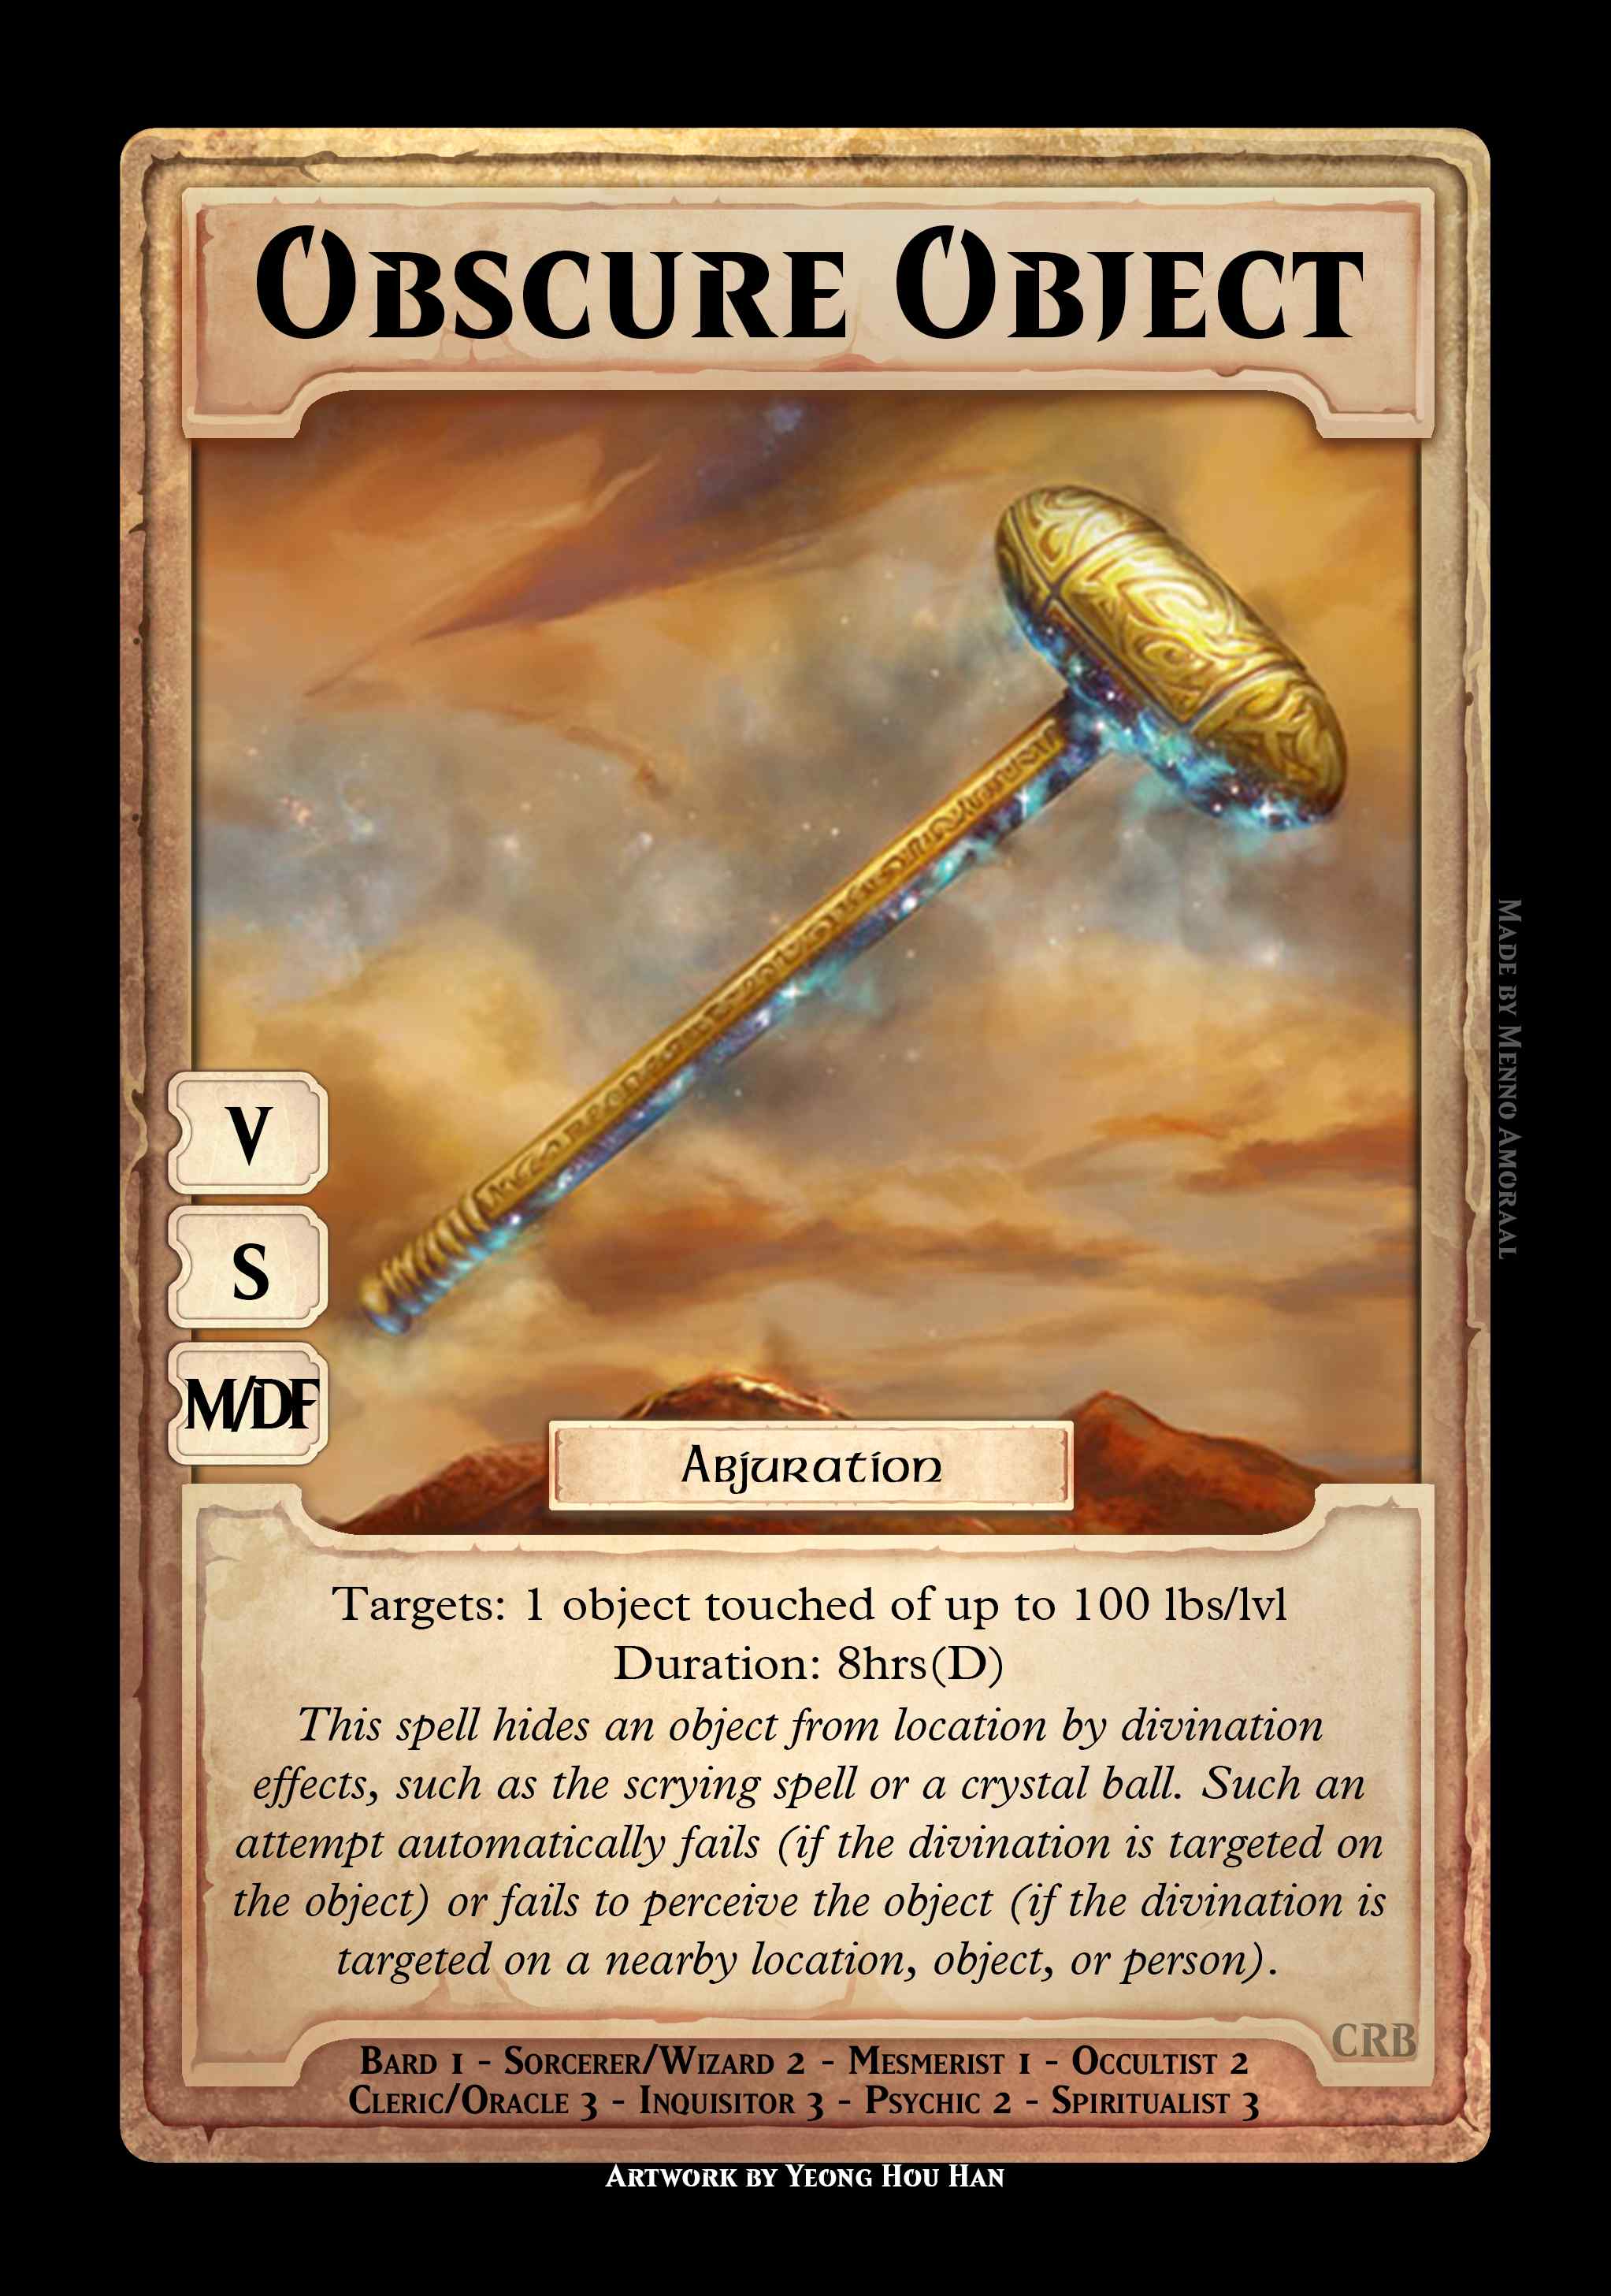 Obscure Object
Made by Menno Amoraal
V
S
M/DF
Abjuration
Targets: 1 object touched of up to 100 lbs/lvl
Duration: 8hrs(D)
This spell hides an object from location by divination
effects, such as the scrying spell or a crystal ball. Such an
attempt automatically fails (if the divination is targeted on
the object) or fails to perceive the object (if the divination is
targeted on a nearby location, object, or person).
CRB
Bard 1 - Sorcerer/Wizard 2 - Mesmerist 1 - Occultist 2
Cleric/Oracle 3 - Inquisitor 3 - Psychic 2 - Spiritualist 3
Artwork by Yeong Hou Han